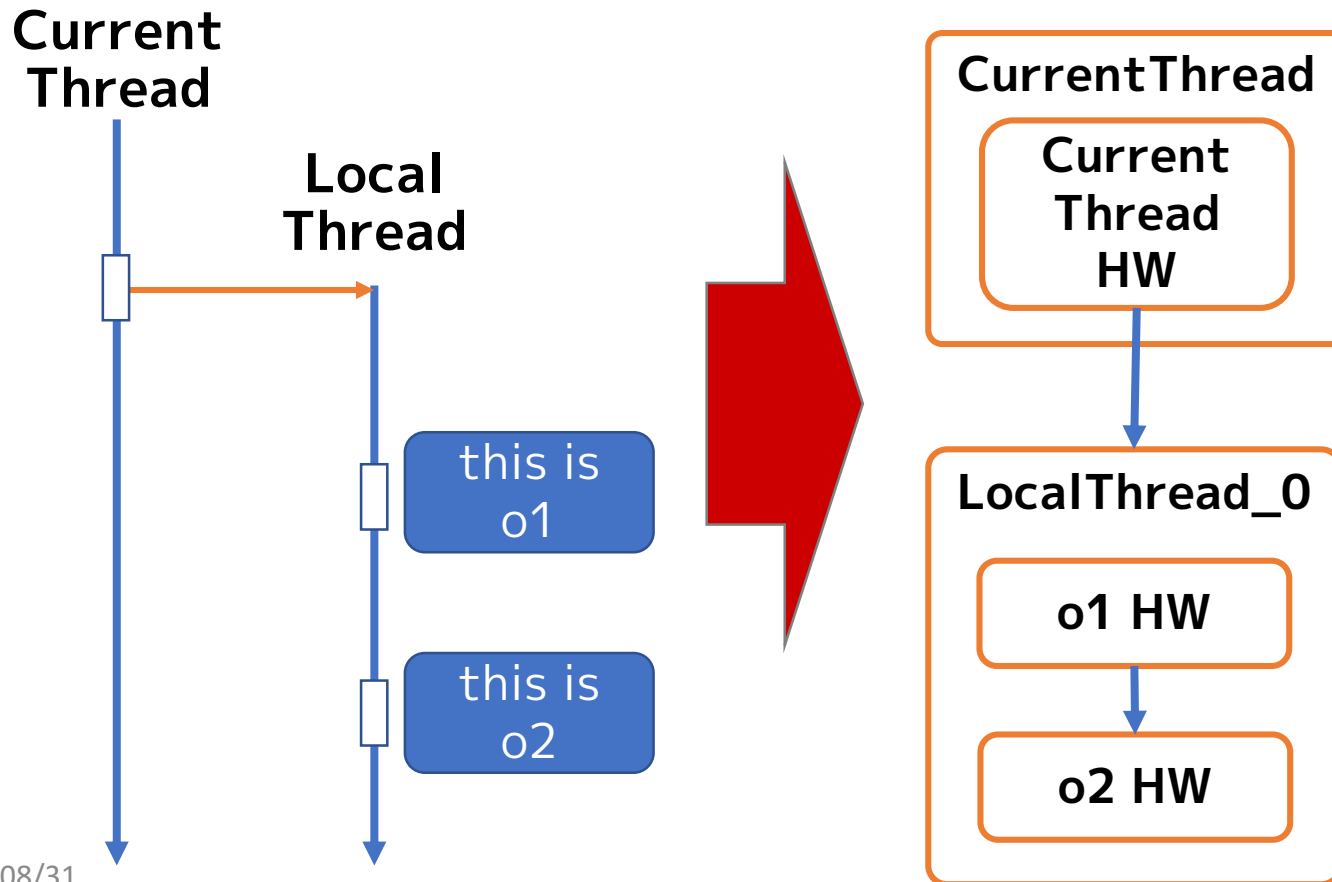 Current
Thread
Local
Thread
this is
o1
this is
o2
CurrentThread
Current
Thread
HW
LocalThread_0
o1 HW
o2 HW
08/31